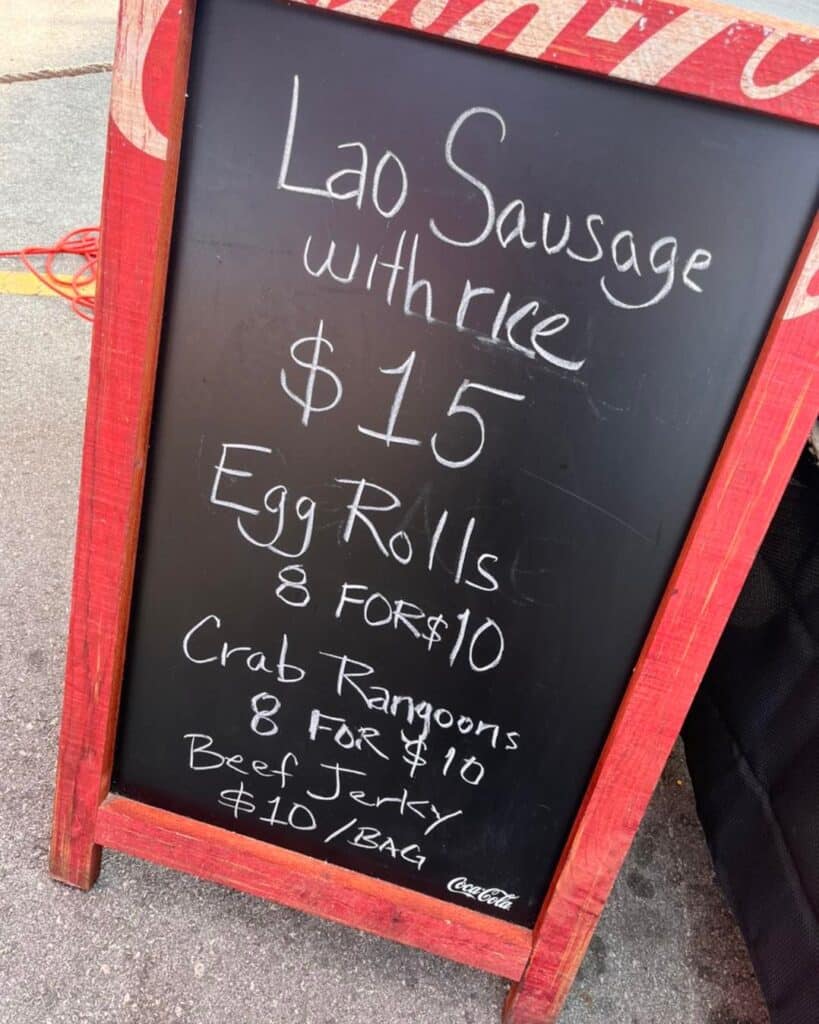 Lao Sausage
with rice
$15
Egg Rolls
8 FOR $10
Crab Rangoons
8 FOR $10
Beef Jerky
$10/BAG
Coca-Cola